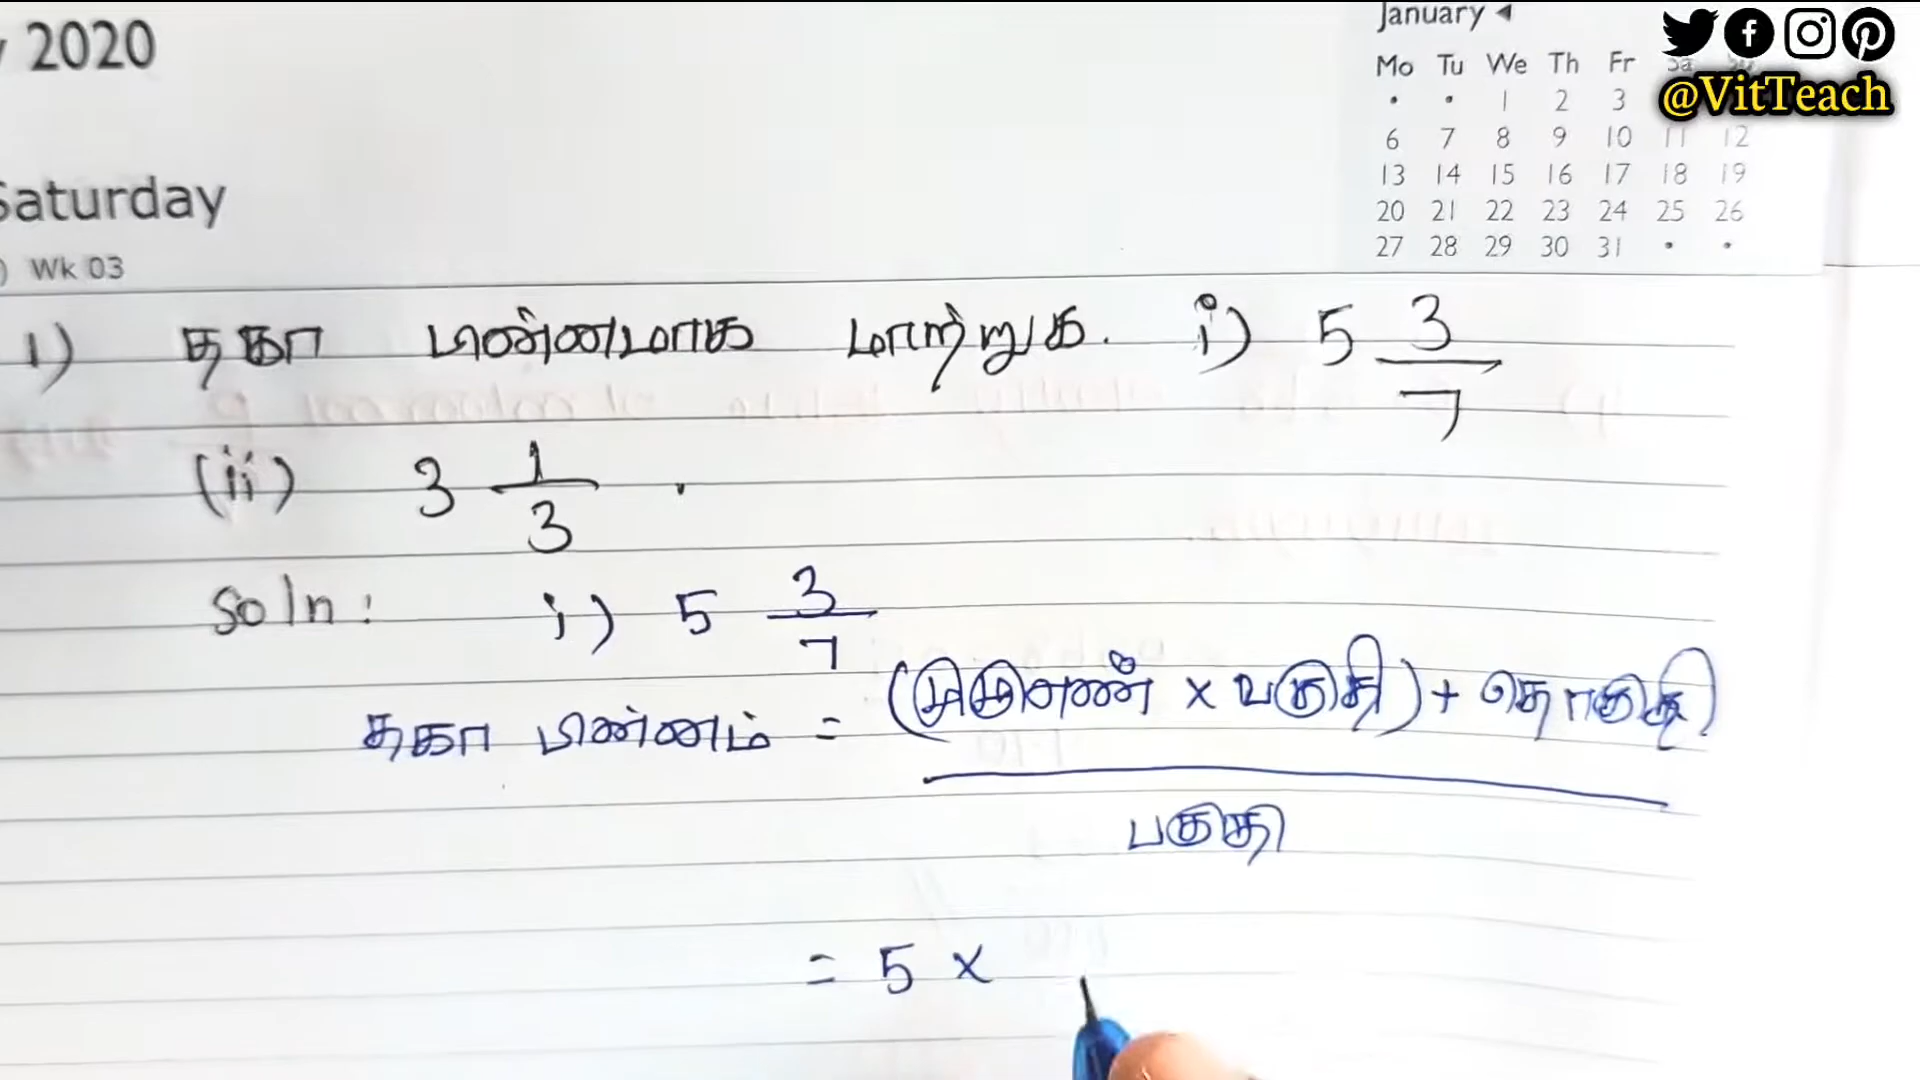 2020
January ◄
Mo Tu We Th Fr Sa Su
• • 1 2 3
6 7 8 9 10 11 12
13 14 15 16 17 18 19
20 21 22 23 24 25 26
27 28 29 30 31 • •
@VitTeach
Saturday
Wk 03
1) தகா பின்னமாக மாற்றுக. i) 5 3/7
(ii) 3 1/3 .
Soln: i) 5 3/7
தகா பின்னம் = (முழுஎண் x பகுதி) + தொகுதி
பகுதி
= 5 x